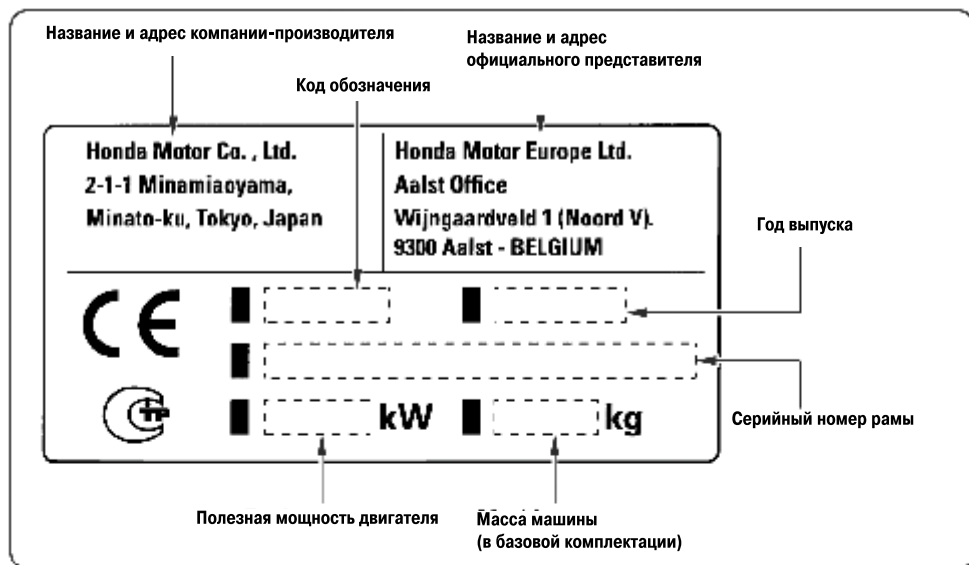 Название и адрес компании-производителя
Название и адрес
официального представителя
Код обозначения
Honda Motor Co., Ltd.
2-1-1 Minamiaoyama,
Minato-ku, Tokyo, Japan
Honda Motor Europe Ltd.
Aalst Office
Wijngaardveld 1 (Noord V).
9300 Aalst - BELGIUM
Год выпуска
CE
Серийный номер рамы
kW
kg
Полезная мощность двигателя
Масса машины
(в базовой комплектации)